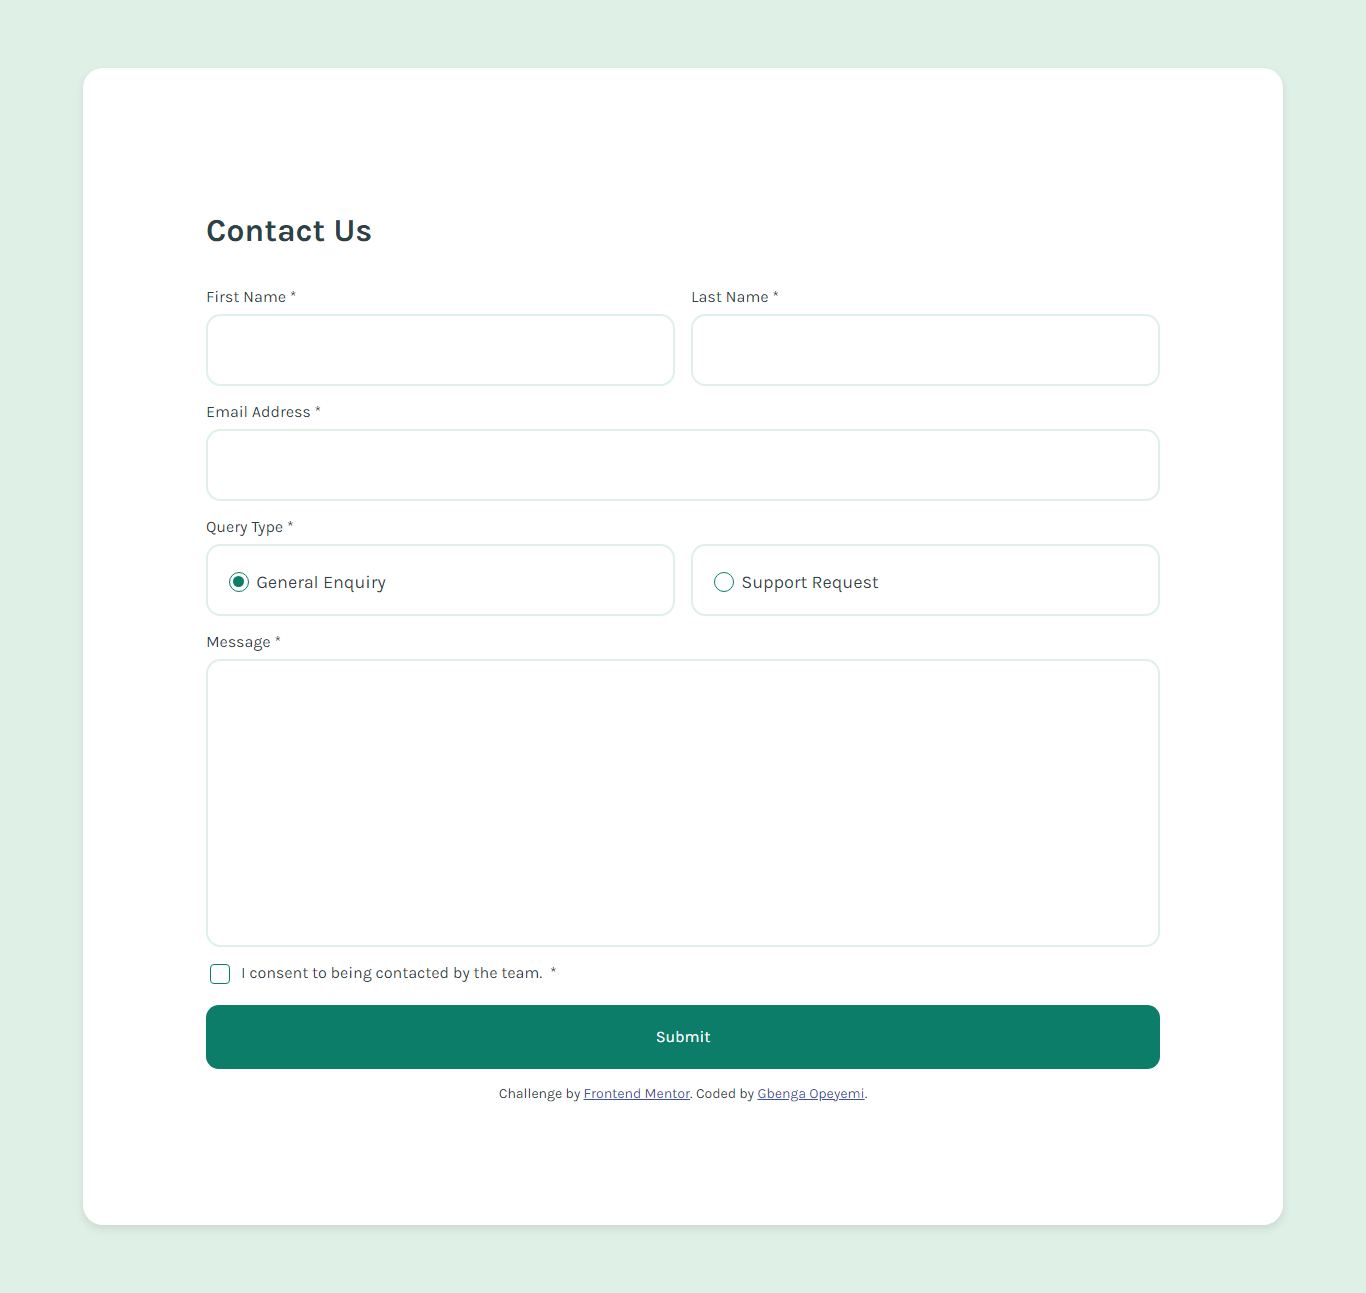 Contact Us
First Name *
Last Name *
Email Address *
Query Type *
General Enquiry
Support Request
Message *
I consent to being contacted by the team. *
Submit
Challenge by Frontend Mentor. Coded by Gbenga Opeyemi.